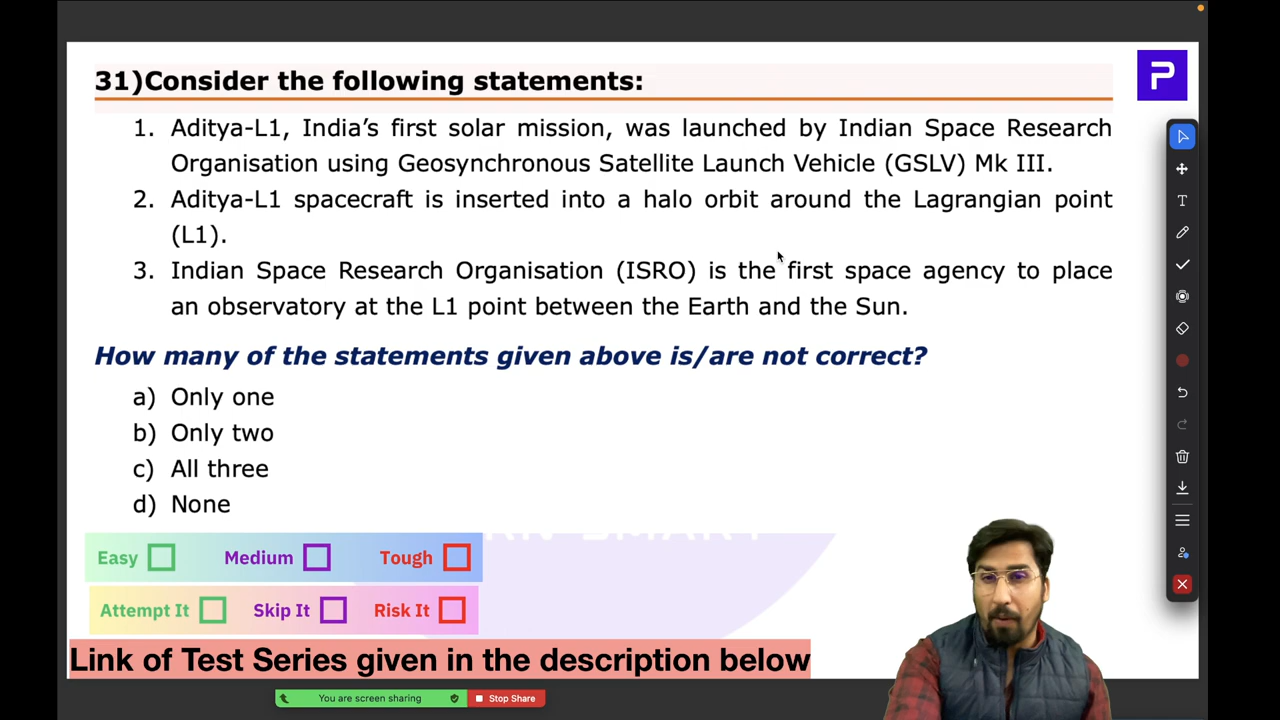 31)Consider the following statements:
1. Aditya-L1, India’s first solar mission, was launched by Indian Space Research
Organisation using Geosynchronous Satellite Launch Vehicle (GSLV) Mk III.
2. Aditya-L1 spacecraft is inserted into a halo orbit around the Lagrangian point
(L1).
3. Indian Space Research Organisation (ISRO) is the first space agency to place
an observatory at the L1 point between the Earth and the Sun.
How many of the statements given above is/are not correct?
a) Only one
b) Only two
c) All three
d) None
Easy Medium Tough
Attempt It Skip It Risk It
Link of Test Series given in the description below
You are screen sharing Stop Share